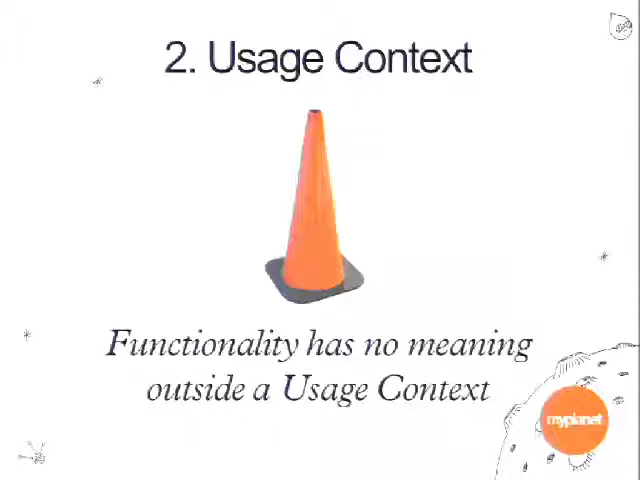 2. Usage Context
Functionality has no meaning
outside a Usage Context
myplanet